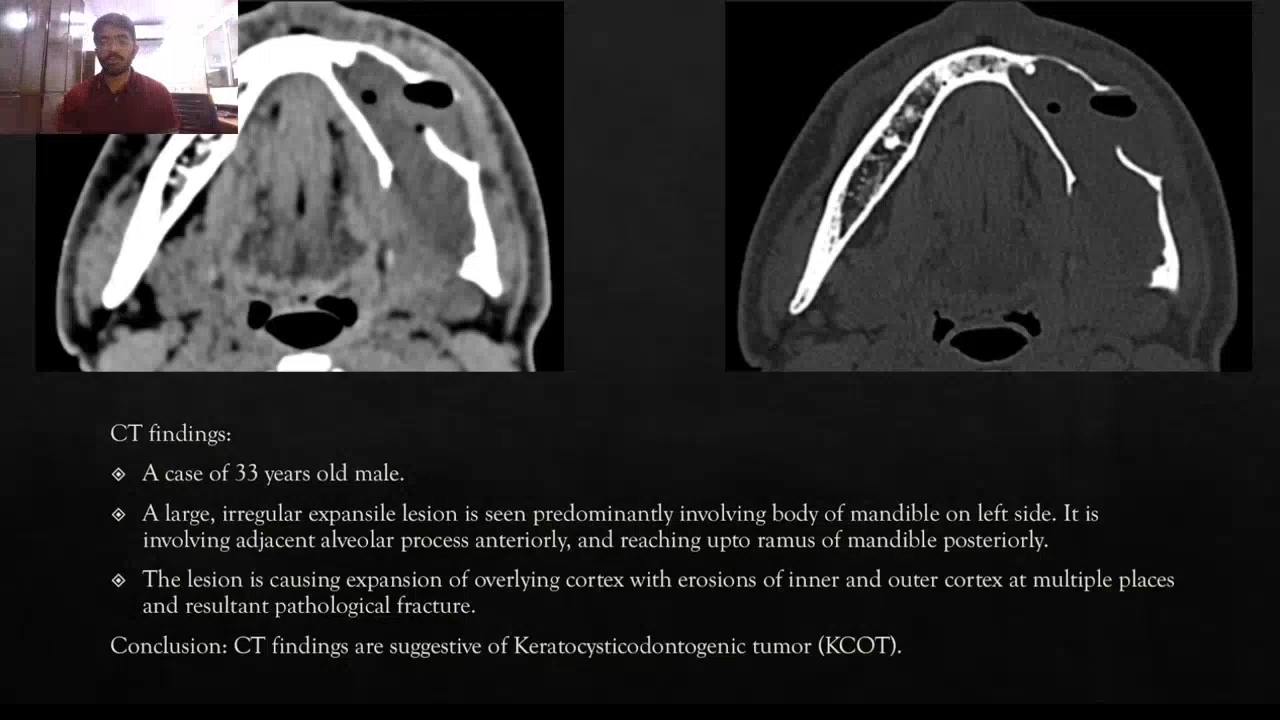 CT findings:
A case of 33 years old male.
A large, irregular expansile lesion is seen predominantly involving body of mandible on left side. It is
involving adjacent alveolar process anteriorly, and reaching upto ramus of mandible posteriorly.
The lesion is causing expansion of overlying cortex with erosions of inner and outer cortex at multiple places
and resultant pathological fracture.
Conclusion: CT findings are suggestive of Keratocysticodontogenic tumor (KCOT).